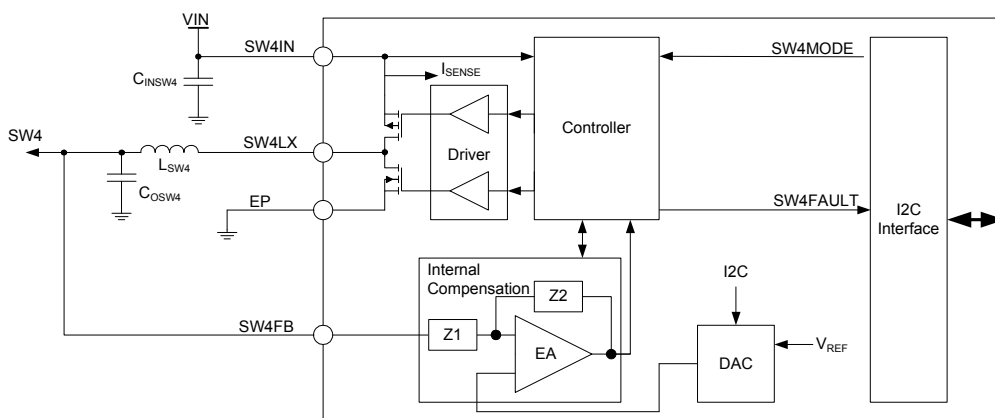 VIN
SW4IN
SW4MODE
ISENSE
CINSW4
Controller
SW4
SW4LX
Driver
LSW4
COSW4
EP
SW4FAULT
I2C
Interface
Internal
Compensation
I2C
Z2
SW4FB
Z1
EA
DAC
VREF